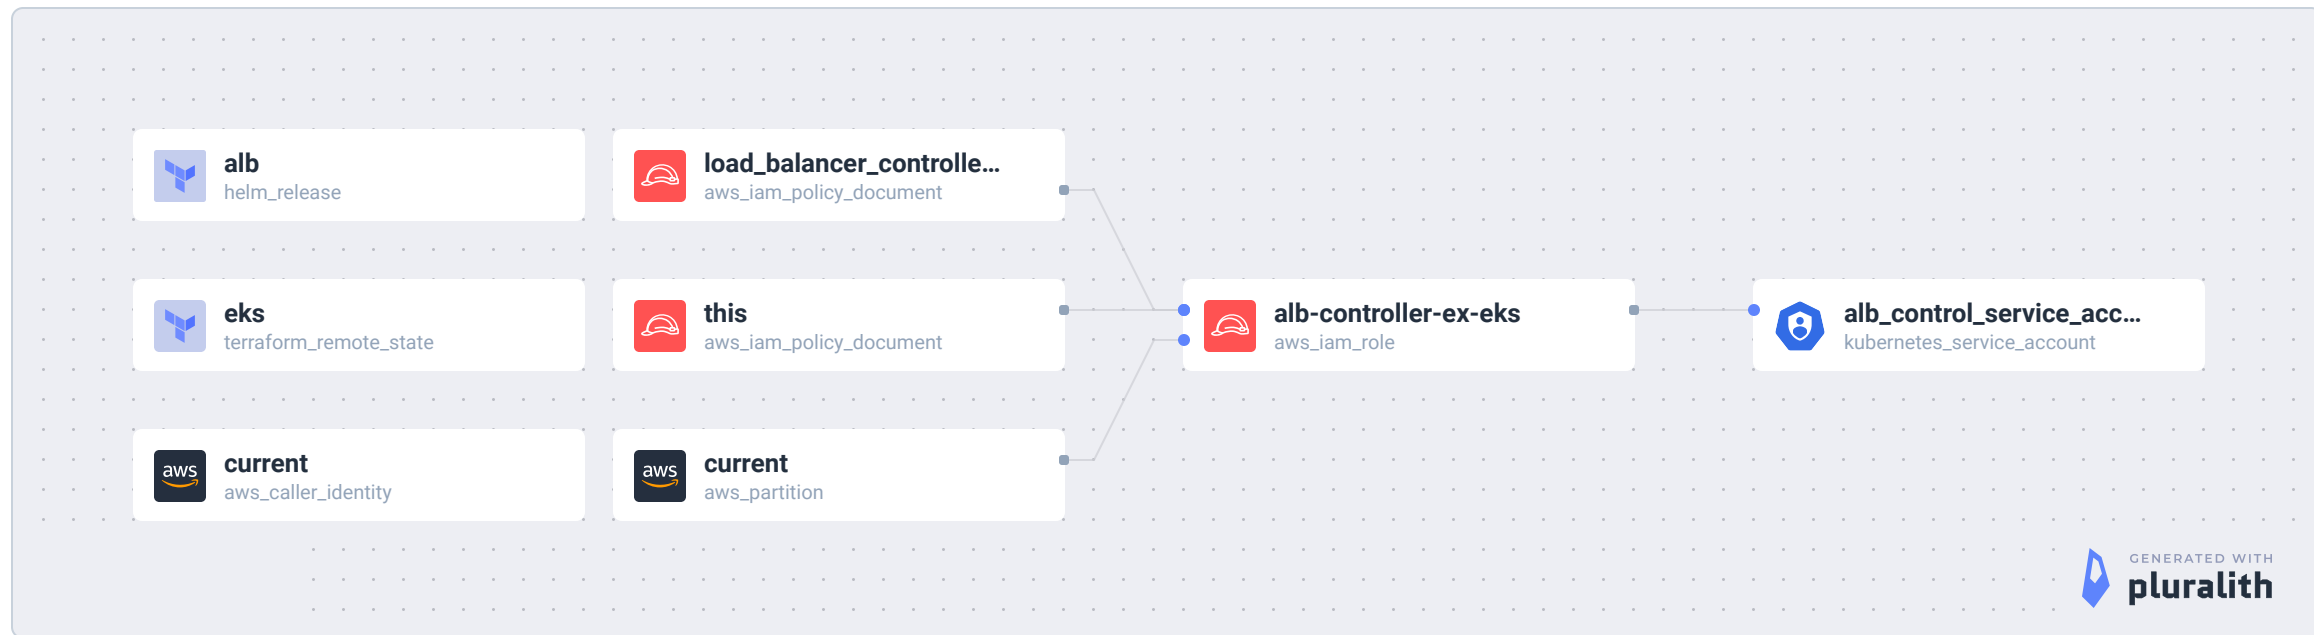 alb
helm_release
load_balancer_controlle...
aws_iam_policy_document
eks
terraform_remote_state
this
aws_iam_policy_document
alb-controller-ex-eks
aws_iam_role
alb_control_service_acc...
kubernetes_service_account
aws
current
aws_caller_identity
aws
current
aws_partition
GENERATED WITH
pluralith